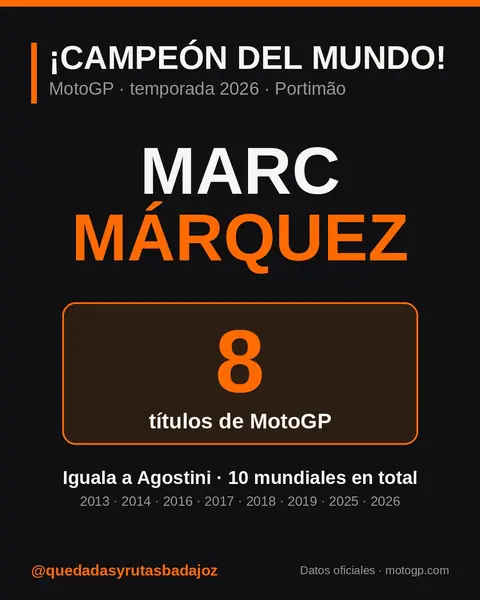 ¡CAMPEÓN DEL MUNDO!
MotoGP · temporada 2026 · Portimão
MARC
MÁRQUEZ
8
títulos de MotoGP
Iguala a Agostini · 10 mundiales en total
2013 · 2014 · 2016 · 2017 · 2018 · 2019 · 2025 · 2026
@quedadasyrutasbadajoz
Datos oficiales · motogp.com